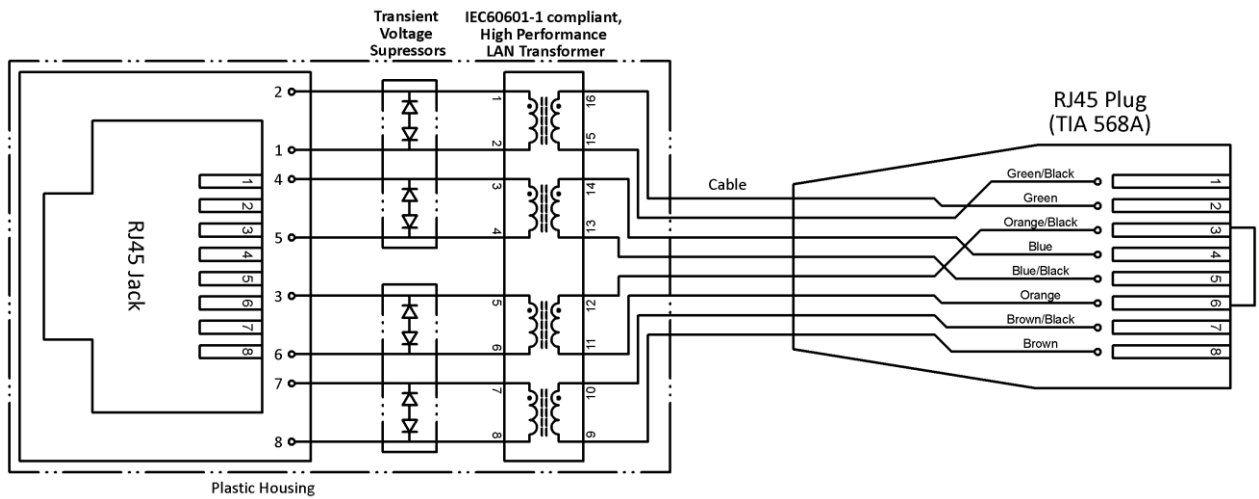 Transient
Voltage
Supressors
IEC60601-1 compliant,
High Performance
LAN Transformer
RJ45 Plug
(TIA 568A)
2
1
4
5
3
6
7
8
RJ45 Jack
1
2
3
4
5
6
7
8
1
2
3
4
5
6
7
8
16
15
14
13
12
11
10
9
Cable
Green/Black
Green
Orange/Black
Blue
Blue/Black
Orange
Brown/Black
Brown
1
2
3
4
5
6
7
8
Plastic Housing